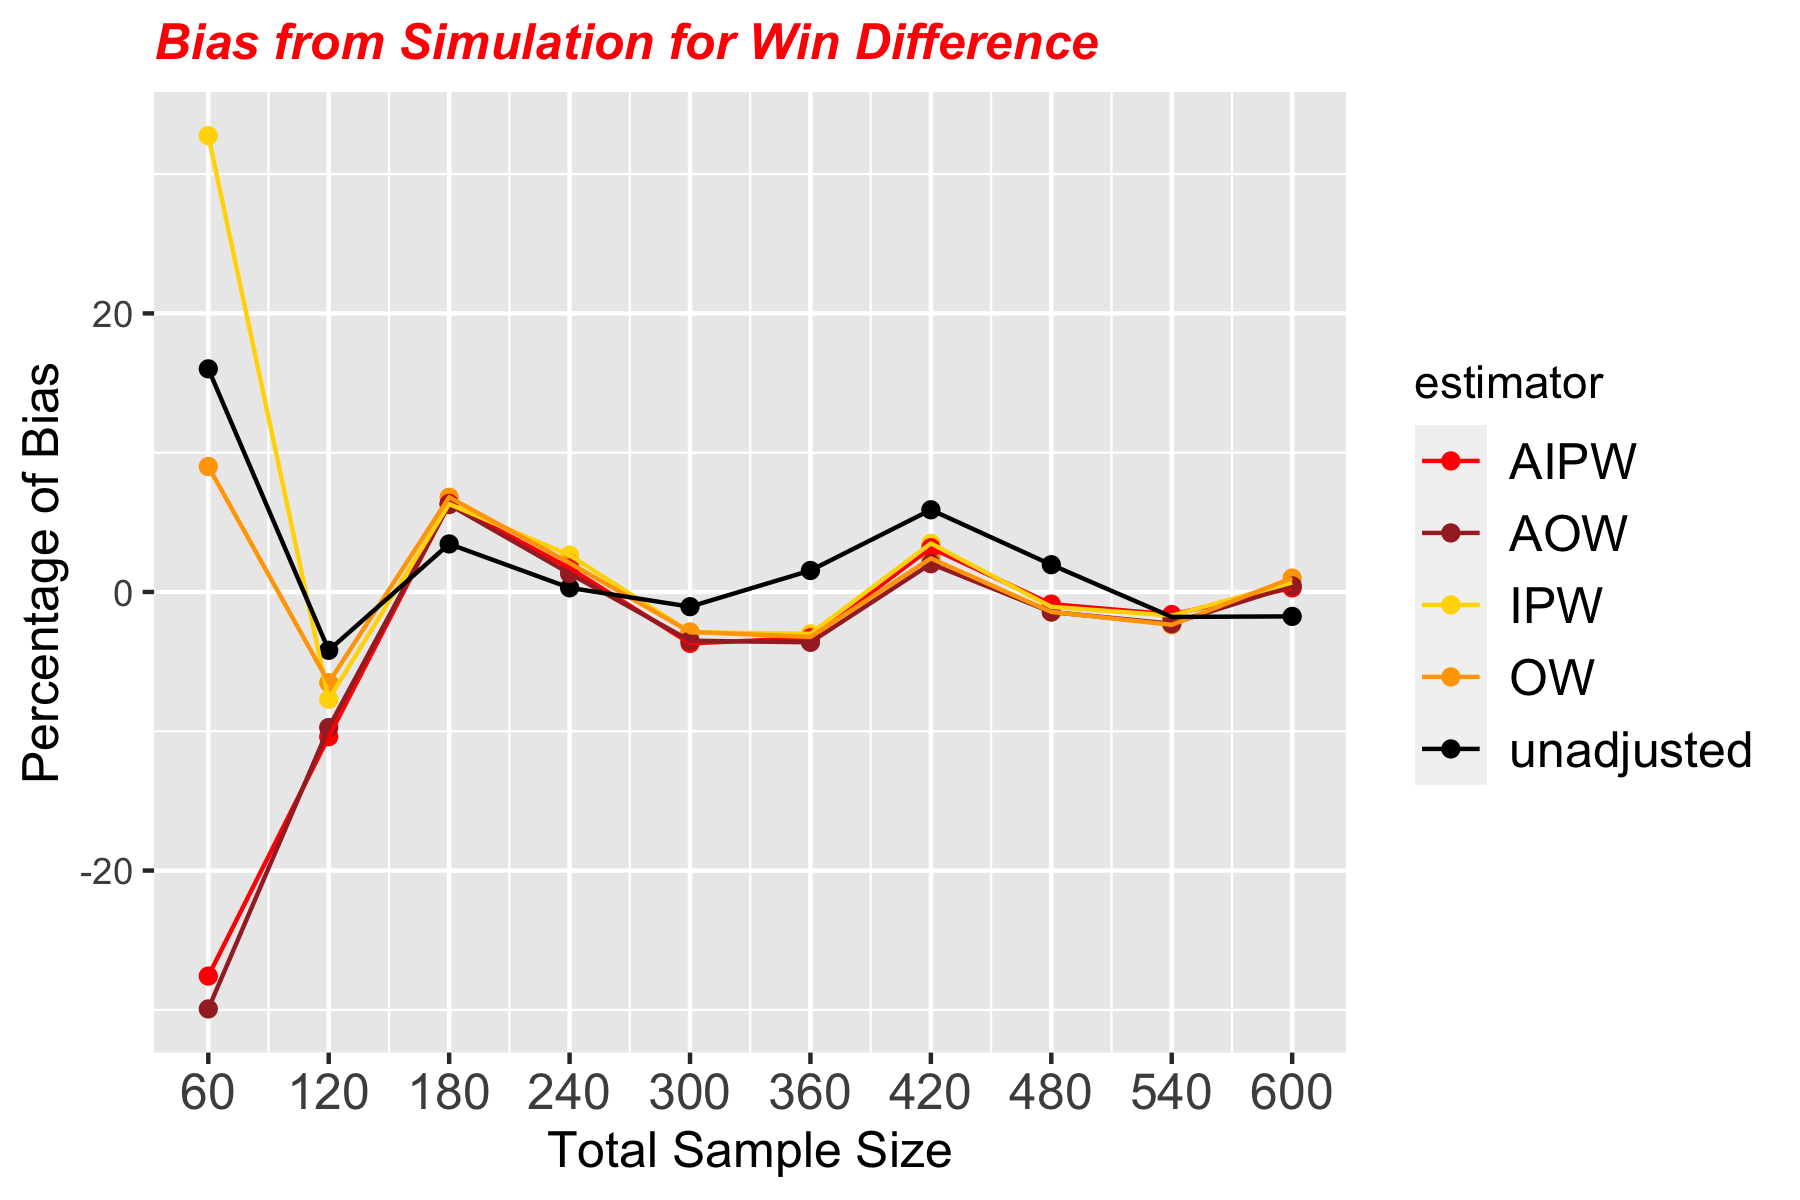 Bias from Simulation for Win Difference
Percentage of Bias
20
0
-20
60 120 180 240 300 360 420 480 540 600
Total Sample Size
estimator
AIPW
AOW
IPW
OW
unadjusted